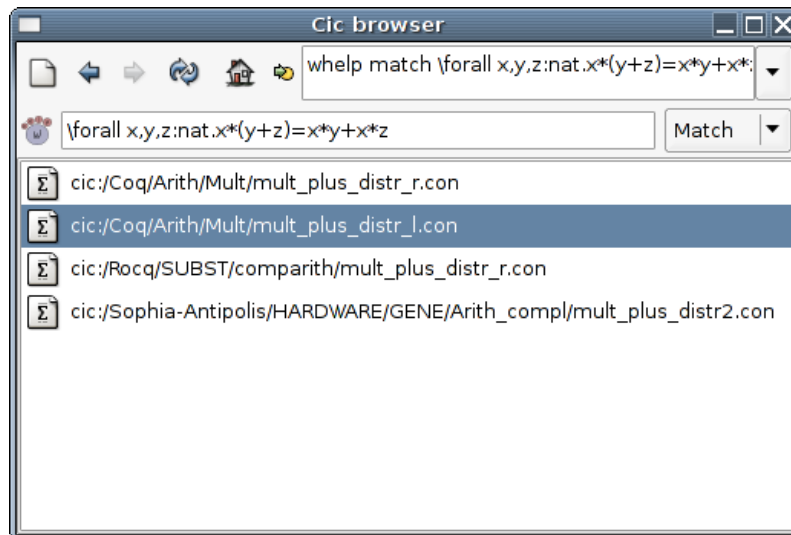 Cic browser
whelp match \forall x,y,z:nat.x*(y+z)=x*y+x*
\forall x,y,z:nat.x*(y+z)=x*y+x*z
Match
cic:/Coq/Arith/Mult/mult_plus_distr_r.con
cic:/Coq/Arith/Mult/mult_plus_distr_l.con
cic:/Rocq/SUBST/comparith/mult_plus_distr_r.con
cic:/Sophia-Antipolis/HARDWARE/GENE/Arith_compl/mult_plus_distr2.con